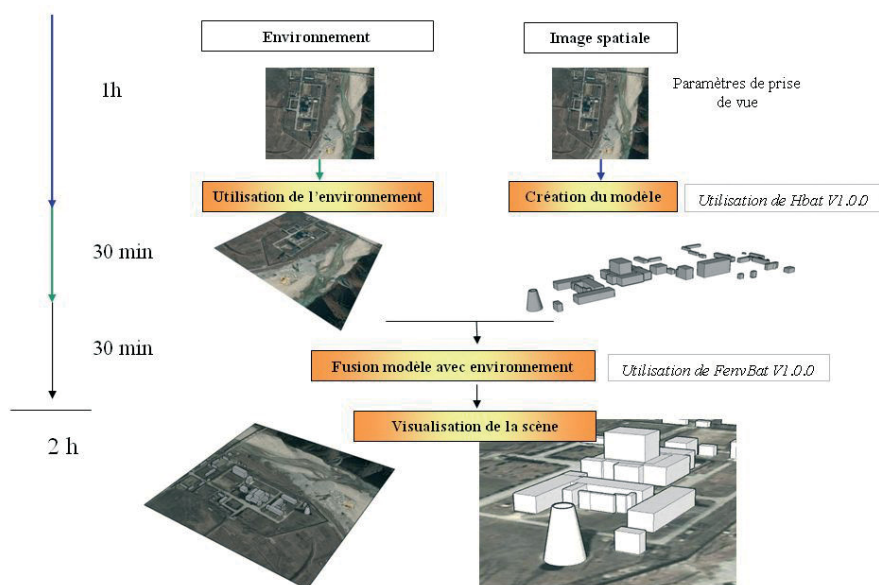 Environnement
Image spatiale
1h
Paramètres de prise
de vue
Utilisation de l'environnement
Création du modèle
Utilisation de Hbat V1.0.0
30 min
30 min
Fusion modèle avec environnement
Utilisation de FenvBat V1.0.0
Visualisation de la scène
2 h